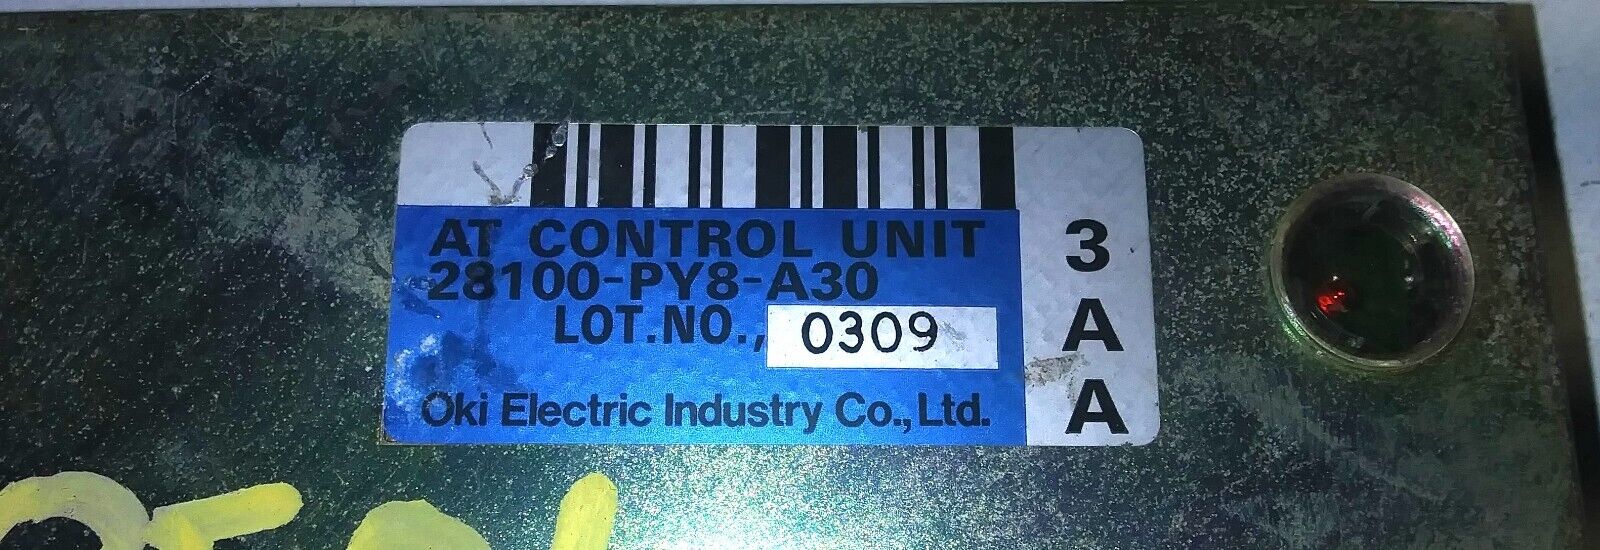 AT CONTROL UNIT
28100-PY8-A30
LOT.NO., 0309
Oki Electric Industry Co., Ltd.
3
A
A